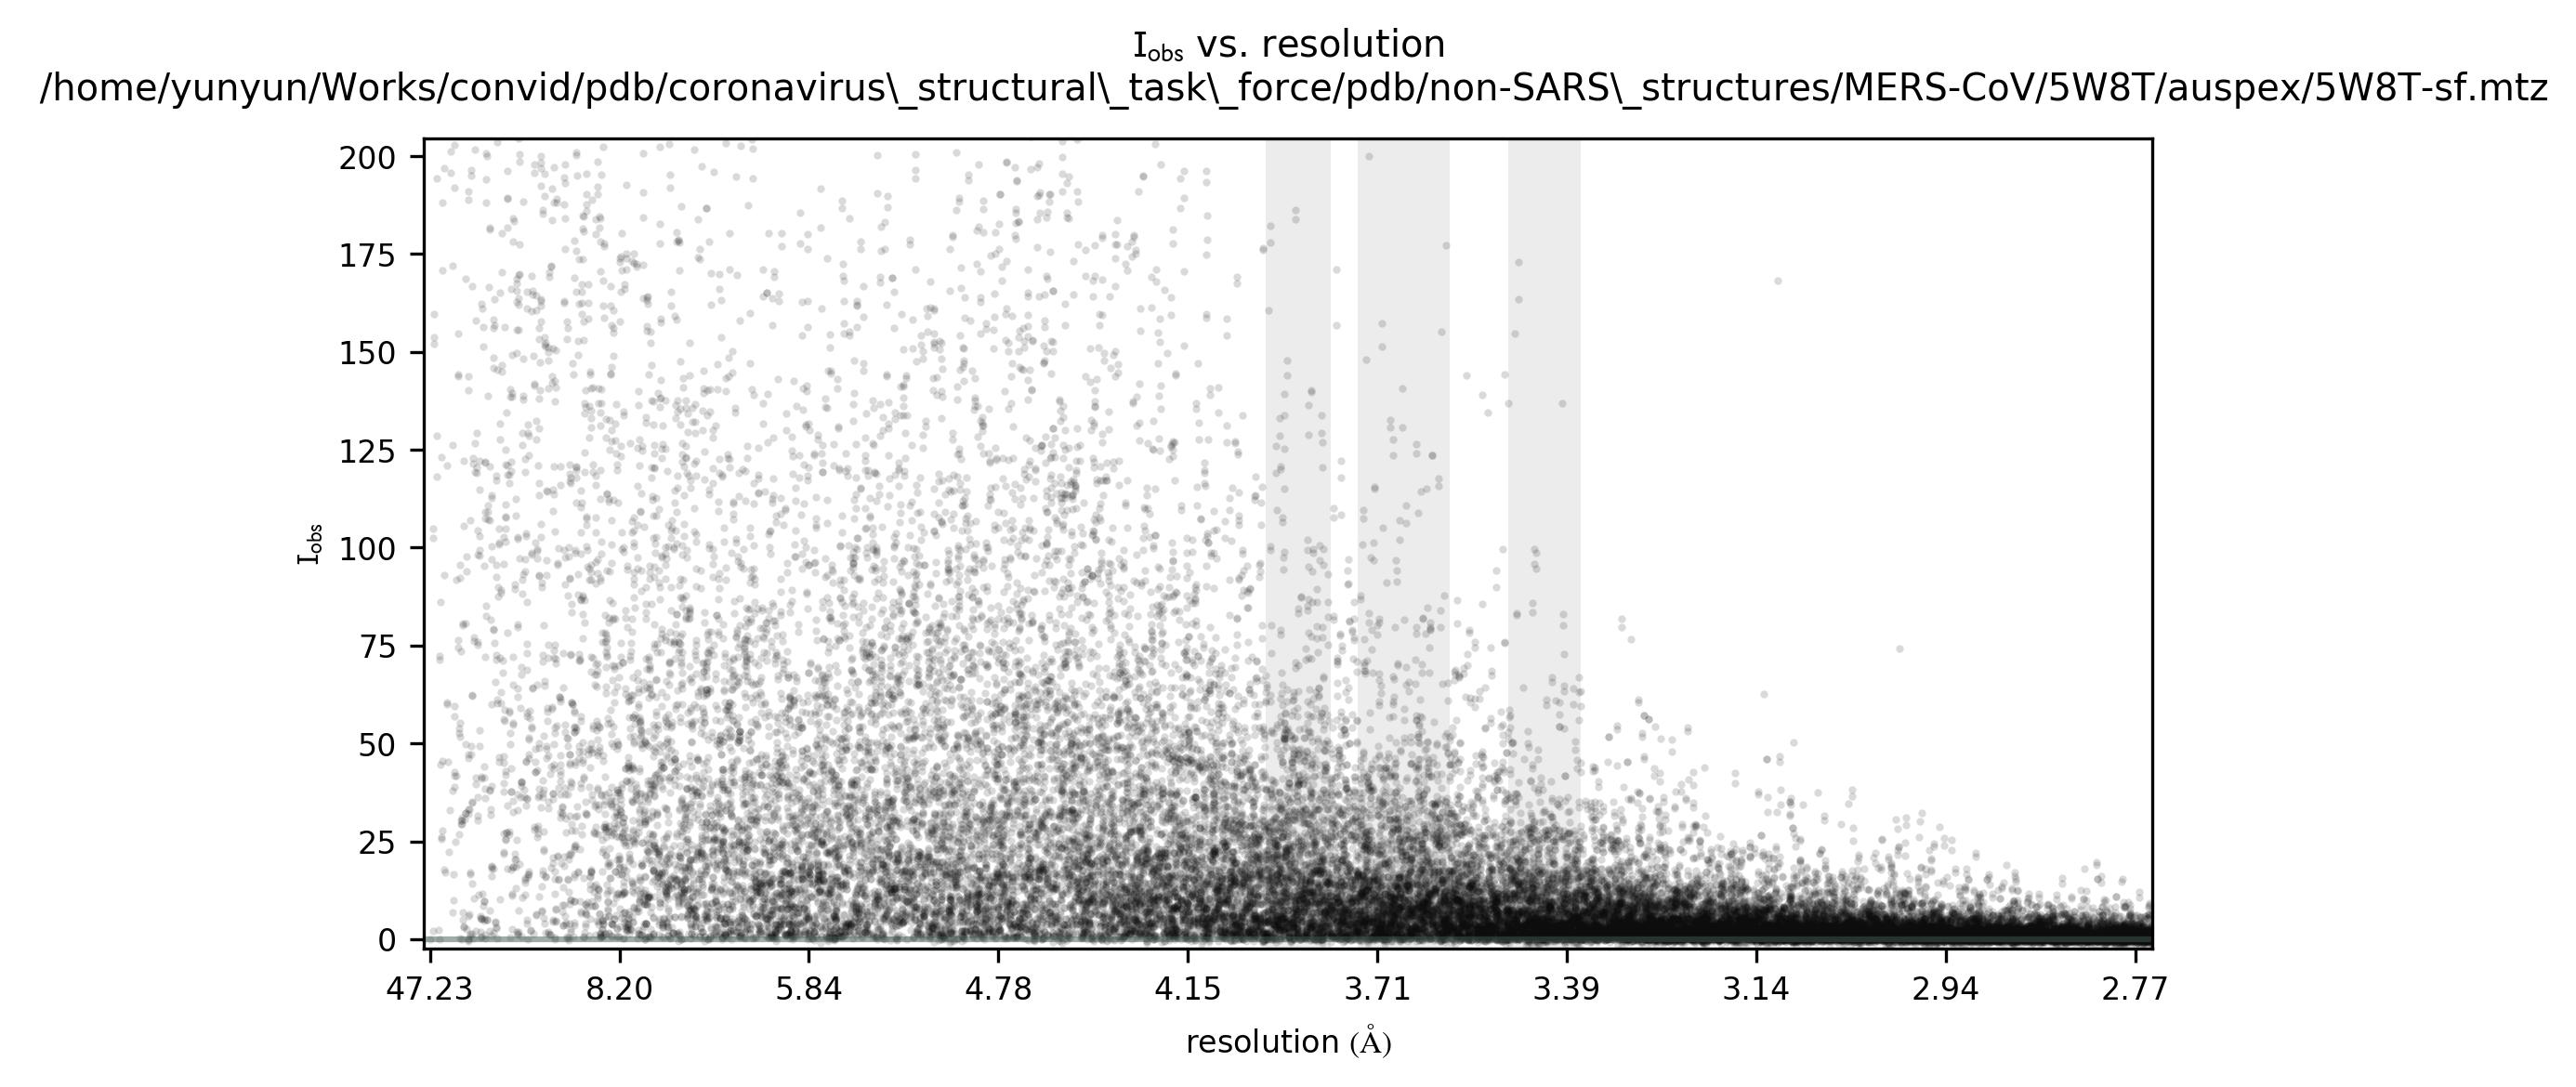 Iobs vs. resolution
/home/yunyun/Works/convid/pdb/coronavirus\_structural\_task\_force/pdb/non-SARS\_structures/MERS-CoV/5W8T/auspex/5W8T-sf.mtz
200
175
150
125
100
75
50
25
0
Iobs
47.23 8.20 5.84 4.78 4.15 3.71 3.39 3.14 2.94 2.77
resolution (Å)